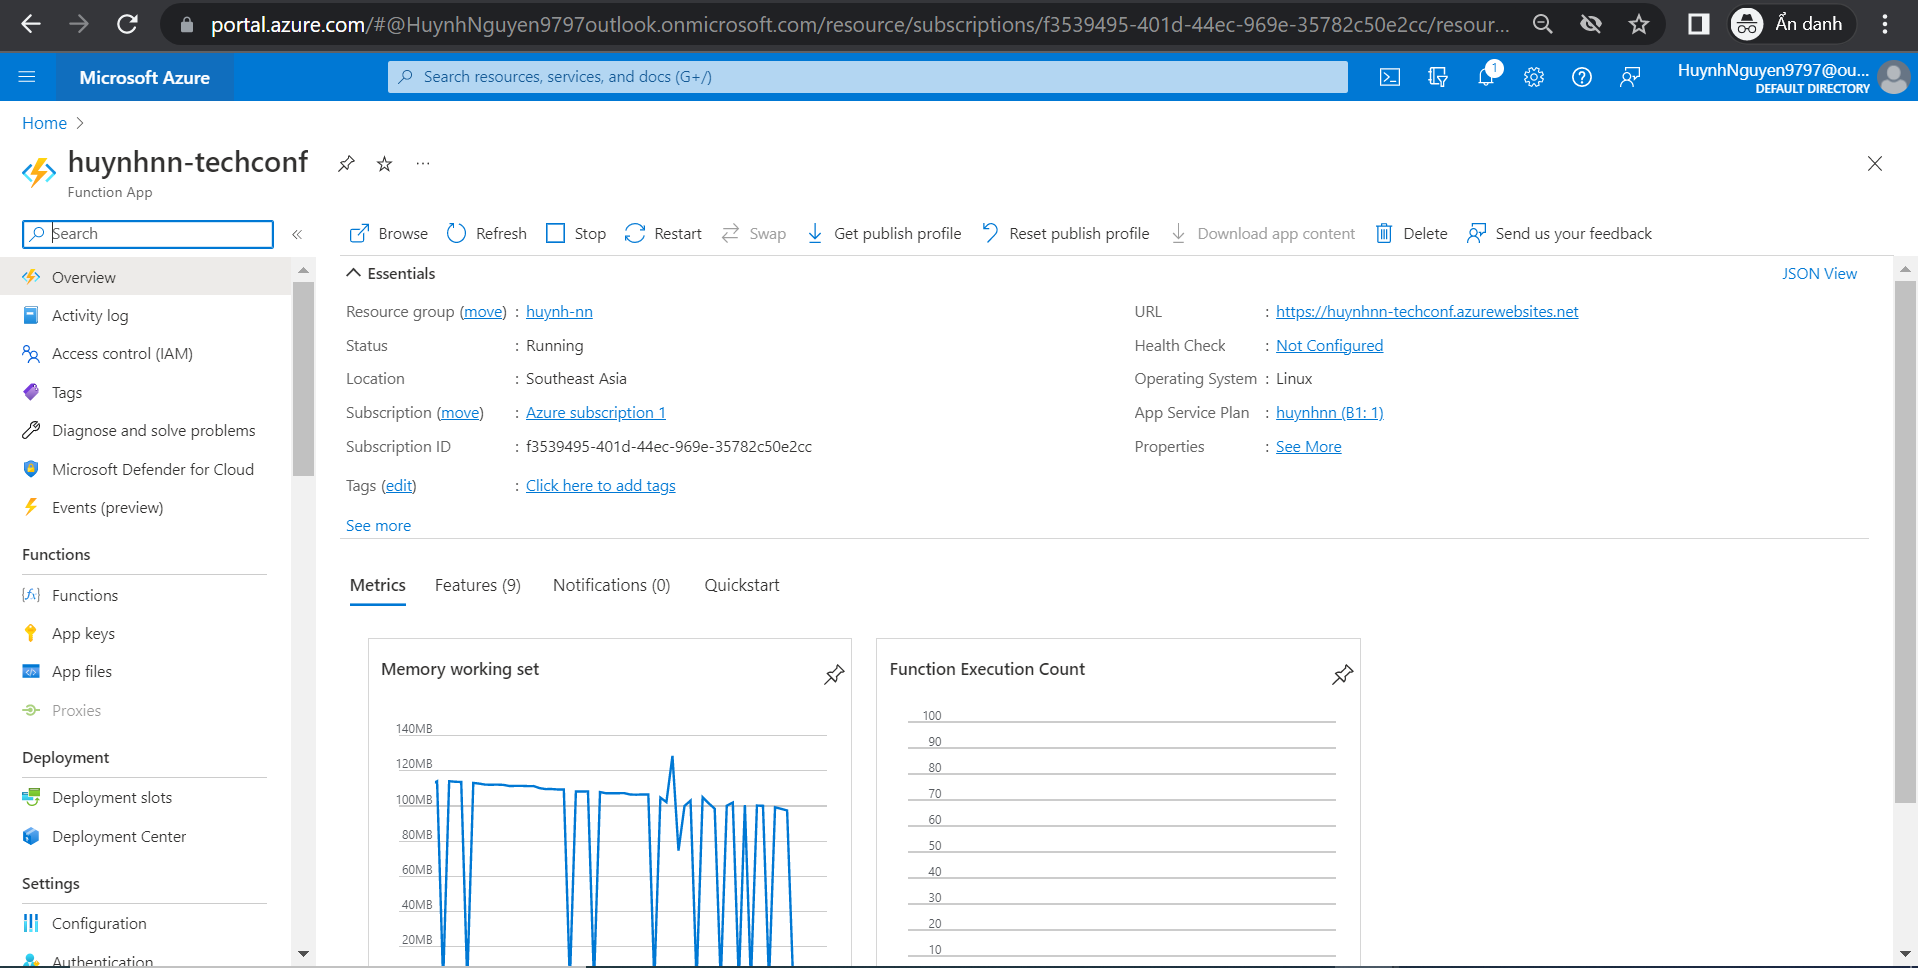 portal.azure.com/#@HuynhNguyen9797outlook.onmicrosoft.com/resource/subscriptions/f3539495-401d-44ec-969e-35782c50e2cc/resour...
Ẩn danh
Microsoft Azure
Search resources, services, and docs (G+/)
1
HuynhNguyen9797@ou...
DEFAULT DIRECTORY
Home
huynhnn-techconf
Function App
Search
Browse
Refresh
Stop
Restart
Swap
Get publish profile
Reset publish profile
Download app content
Delete
Send us your feedback
Overview
Activity log
Access control (IAM)
Tags
Diagnose and solve problems
Microsoft Defender for Cloud
Events (preview)
Functions
Functions
App keys
App files
Proxies
Deployment
Deployment slots
Deployment Center
Settings
Configuration
Authentication
Essentials
JSON View
Resource group (move) : huynh-nn
Status : Running
Location : Southeast Asia
Subscription (move) : Azure subscription 1
Subscription ID : f3539495-401d-44ec-969e-35782c50e2cc
Tags (edit) : Click here to add tags
See more
URL : https://huynhnn-techconf.azurewebsites.net
Health Check : Not Configured
Operating System : Linux
App Service Plan : huynhnn (B1: 1)
Properties : See More
Metrics
Features (9)
Notifications (0)
Quickstart
Memory working set
140MB
120MB
100MB
80MB
60MB
40MB
20MB
Function Execution Count
100
90
80
70
60
50
40
30
20
10